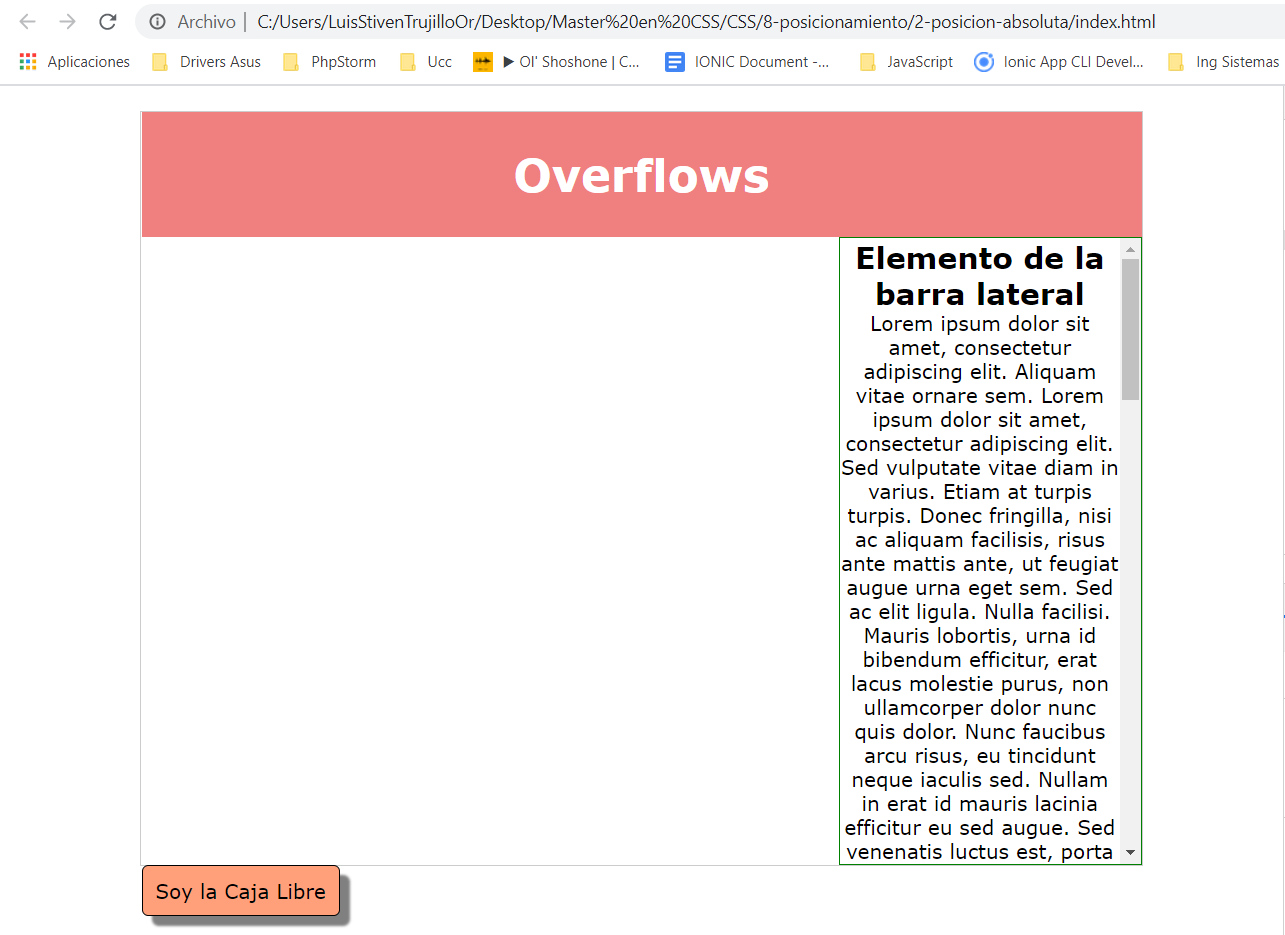 Archivo | C:/Users/LuisStivenTrujilloOr/Desktop/Master%20en%20CSS/CSS/8-posicionamiento/2-posicion-absoluta/index.html
Aplicaciones Drivers Asus PhpStorm Ucc ▶ Ol' Shoshone | C... IONIC Document -... JavaScript Ionic App CLI Devel... Ing Sistemas
Overflows
Elemento de la
barra lateral
Lorem ipsum dolor sit
amet, consectetur
adipiscing elit. Aliquam
vitae ornare sem. Lorem
ipsum dolor sit amet,
consectetur adipiscing elit.
Sed vulputate vitae diam in
varius. Etiam at turpis
turpis. Donec fringilla, nisi
ac aliquam facilisis, risus
ante mattis ante, ut feugiat
augue urna eget sem. Sed
ac elit ligula. Nulla facilisi.
Mauris lobortis, urna id
bibendum efficitur, erat
lacus molestie purus, non
ullamcorper dolor nunc
quis dolor. Nunc faucibus
arcu risus, eu tincidunt
neque iaculis sed. Nullam
in erat id mauris lacinia
efficitur eu sed augue. Sed
venenatis luctus est, porta
Soy la Caja Libre